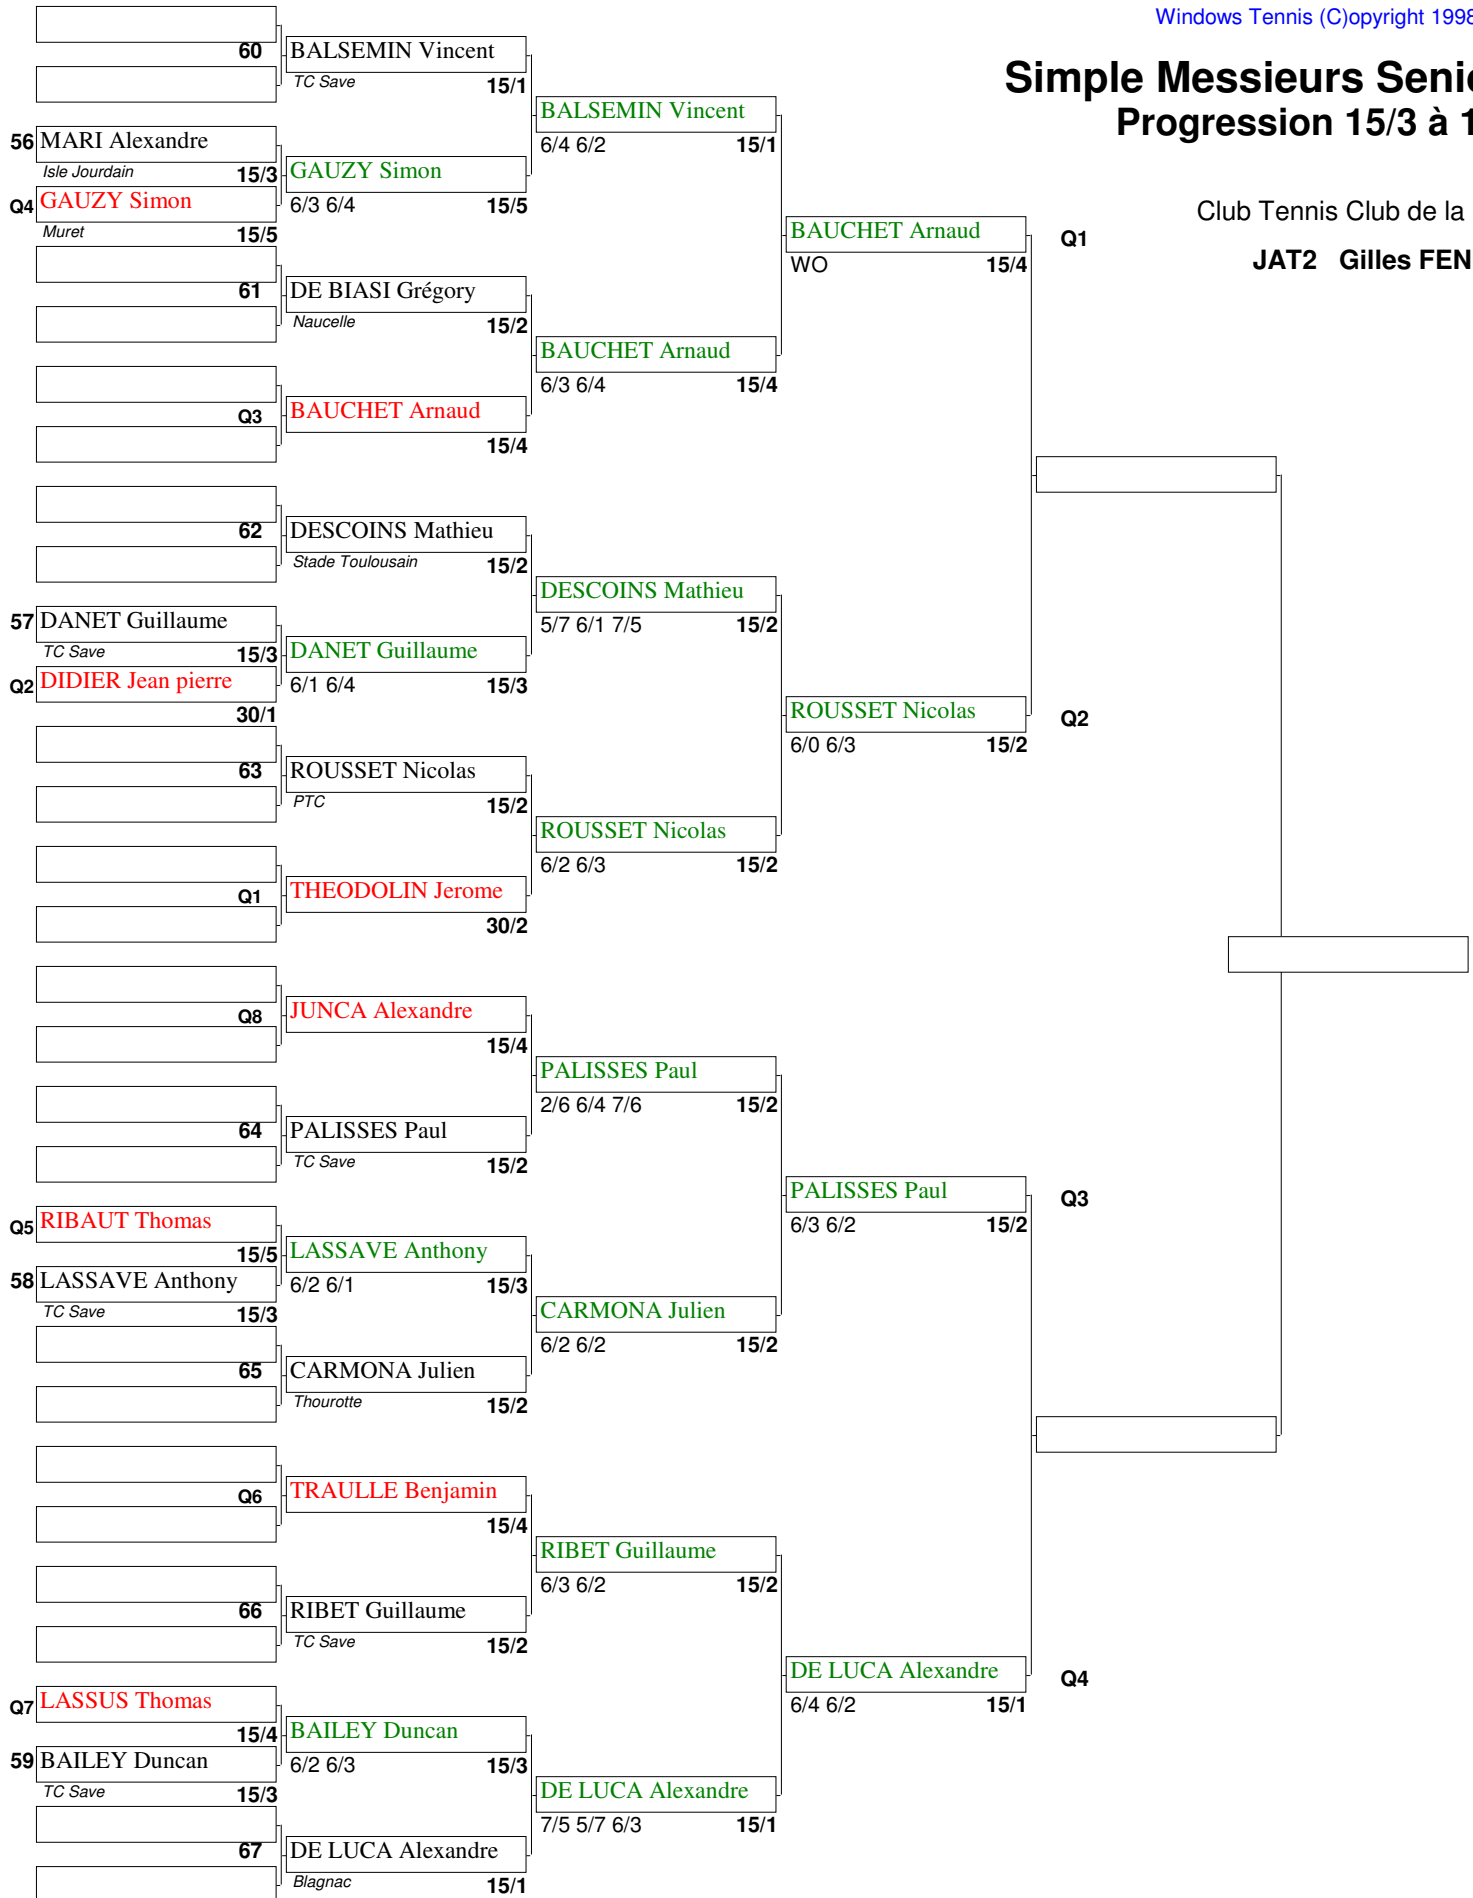 Windows Tennis (C)opyright 1998
Simple Messieurs
Progression 15/3 à
Club Tennis Club de la
JAT2 Gilles FEN
60
BALSEMIN Vincent
TC Save 15/1
BALSEMIN Vincent
6/4 6/2 15/1
56 MARI Alexandre
Isle Jourdain 15/3
GAUZY Simon
6/3 6/4 15/5
Q4 GAUZY Simon
Muret 15/5
BAUCHET Arnaud
WO 15/4
Q1
61
DE BIASI Grégory
Naucelle 15/2
BAUCHET Arnaud
6/3 6/4 15/4
Q3
BAUCHET Arnaud
15/4
62
DESCOINS Mathieu
Stade Toulousain 15/2
DESCOINS Mathieu
5/7 6/1 7/5 15/2
57 DANET Guillaume
TC Save 15/3
DANET Guillaume
6/1 6/4 15/3
Q2 DIDIER Jean pierre
30/1
ROUSSET Nicolas
6/0 6/3 15/2
Q2
63
ROUSSET Nicolas
PTC 15/2
ROUSSET Nicolas
6/2 6/3 15/2
Q1
THEODOLIN Jerome
30/2
Q8
JUNCA Alexandre
15/4
PALISSES Paul
2/6 6/4 7/6 15/2
64
PALISSES Paul
TC Save 15/2
PALISSES Paul
6/3 6/2 15/2
Q3
Q5 RIBAUT Thomas
15/5
LASSAVE Anthony
6/2 6/1 15/3
58 LASSAVE Anthony
TC Save 15/3
CARMONA Julien
6/2 6/2 15/2
65
CARMONA Julien
Thourotte 15/2
Q6
TRAULLE Benjamin
15/4
RIBET Guillaume
6/3 6/2 15/2
66
RIBET Guillaume
TC Save 15/2
DE LUCA Alexandre
6/4 6/2 15/1
Q4
Q7 LASSUS Thomas
15/4
BAILEY Duncan
6/2 6/3 15/3
59 BAILEY Duncan
TC Save 15/3
DE LUCA Alexandre
7/5 5/7 6/3 15/1
67
DE LUCA Alexandre
Blagnac 15/1